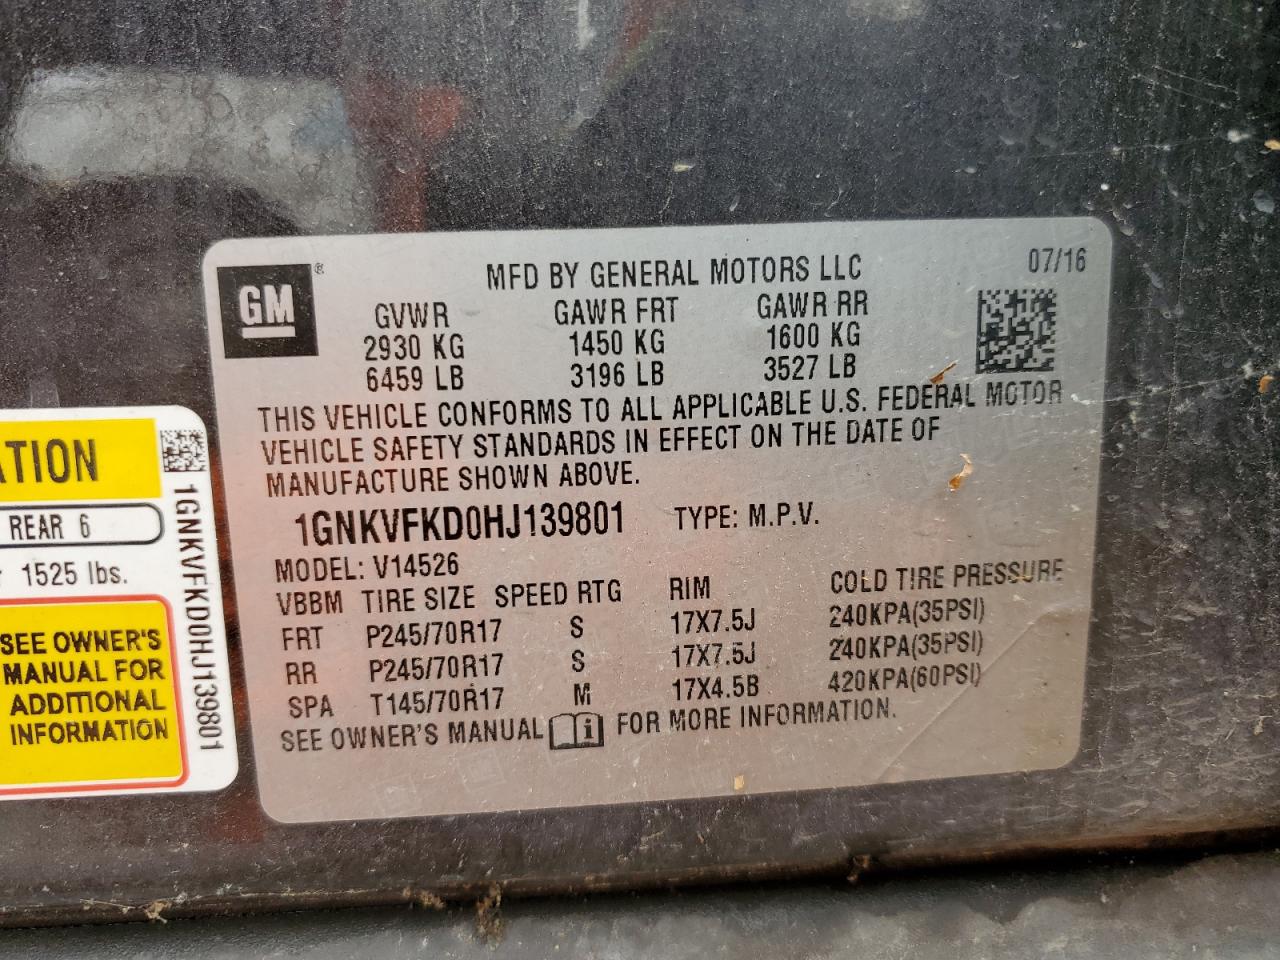 GM®
MFD BY GENERAL MOTORS LLC
07/16
GVWR GAWR FRT GAWR RR
2930 KG 1450 KG 1600 KG
6459 LB 3196 LB 3527 LB
THIS VEHICLE CONFORMS TO ALL APPLICABLE U.S. FEDERAL MOTOR
VEHICLE SAFETY STANDARDS IN EFFECT ON THE DATE OF
MANUFACTURE SHOWN ABOVE.
1GNKVFKD0HJ139801 TYPE: M.P.V.
MODEL: V14526
VBBM TIRE SIZE SPEED RTG RIM COLD TIRE PRESSURE
FRT P245/70R17 S 17X7.5J 240KPA(35PSI)
RR P245/70R17 S 17X7.5J 240KPA(35PSI)
SPA T145/70R17 M 17X4.5B 420KPA(60PSI)
SEE OWNER'S MANUAL i FOR MORE INFORMATION.
ATION
REAR 6
1525 lbs.
SEE OWNER'S
MANUAL FOR
ADDITIONAL
INFORMATION
1GNKVFKD0HJ139801